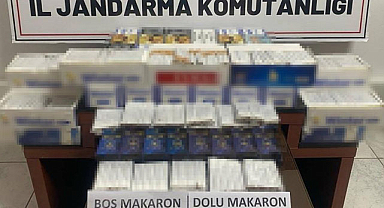 İL JANDARMA KOMUTANLIĞI
BOŞ MAKARON | DOLU MAKARON